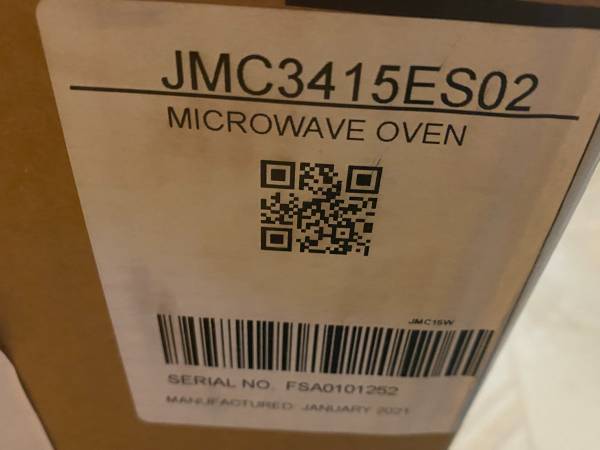 JMC3415ES02
MICROWAVE OVEN
JMC15W
SERIAL NO. FSA0101252
MANUFACTURED: JANUARY 2021